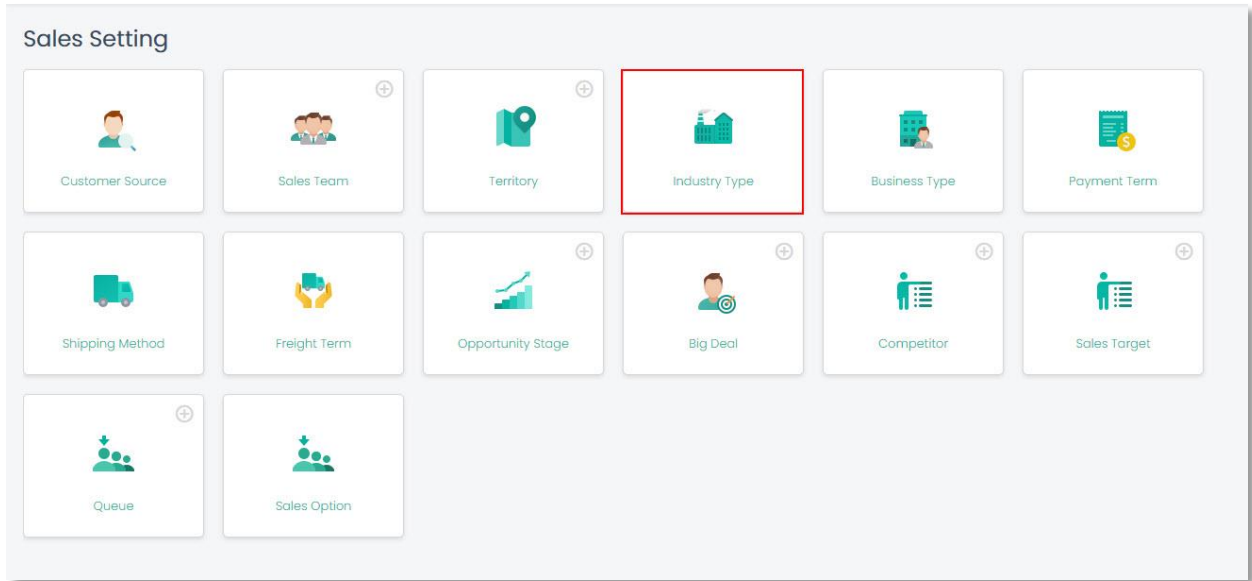 Sales Setting
Customer Source
Sales Team
Territory
Industry Type
Business Type
Payment Term
Shipping Method
Freight Term
Opportunity Stage
Big Deal
Competitor
Sales Target
Queue
Sales Option